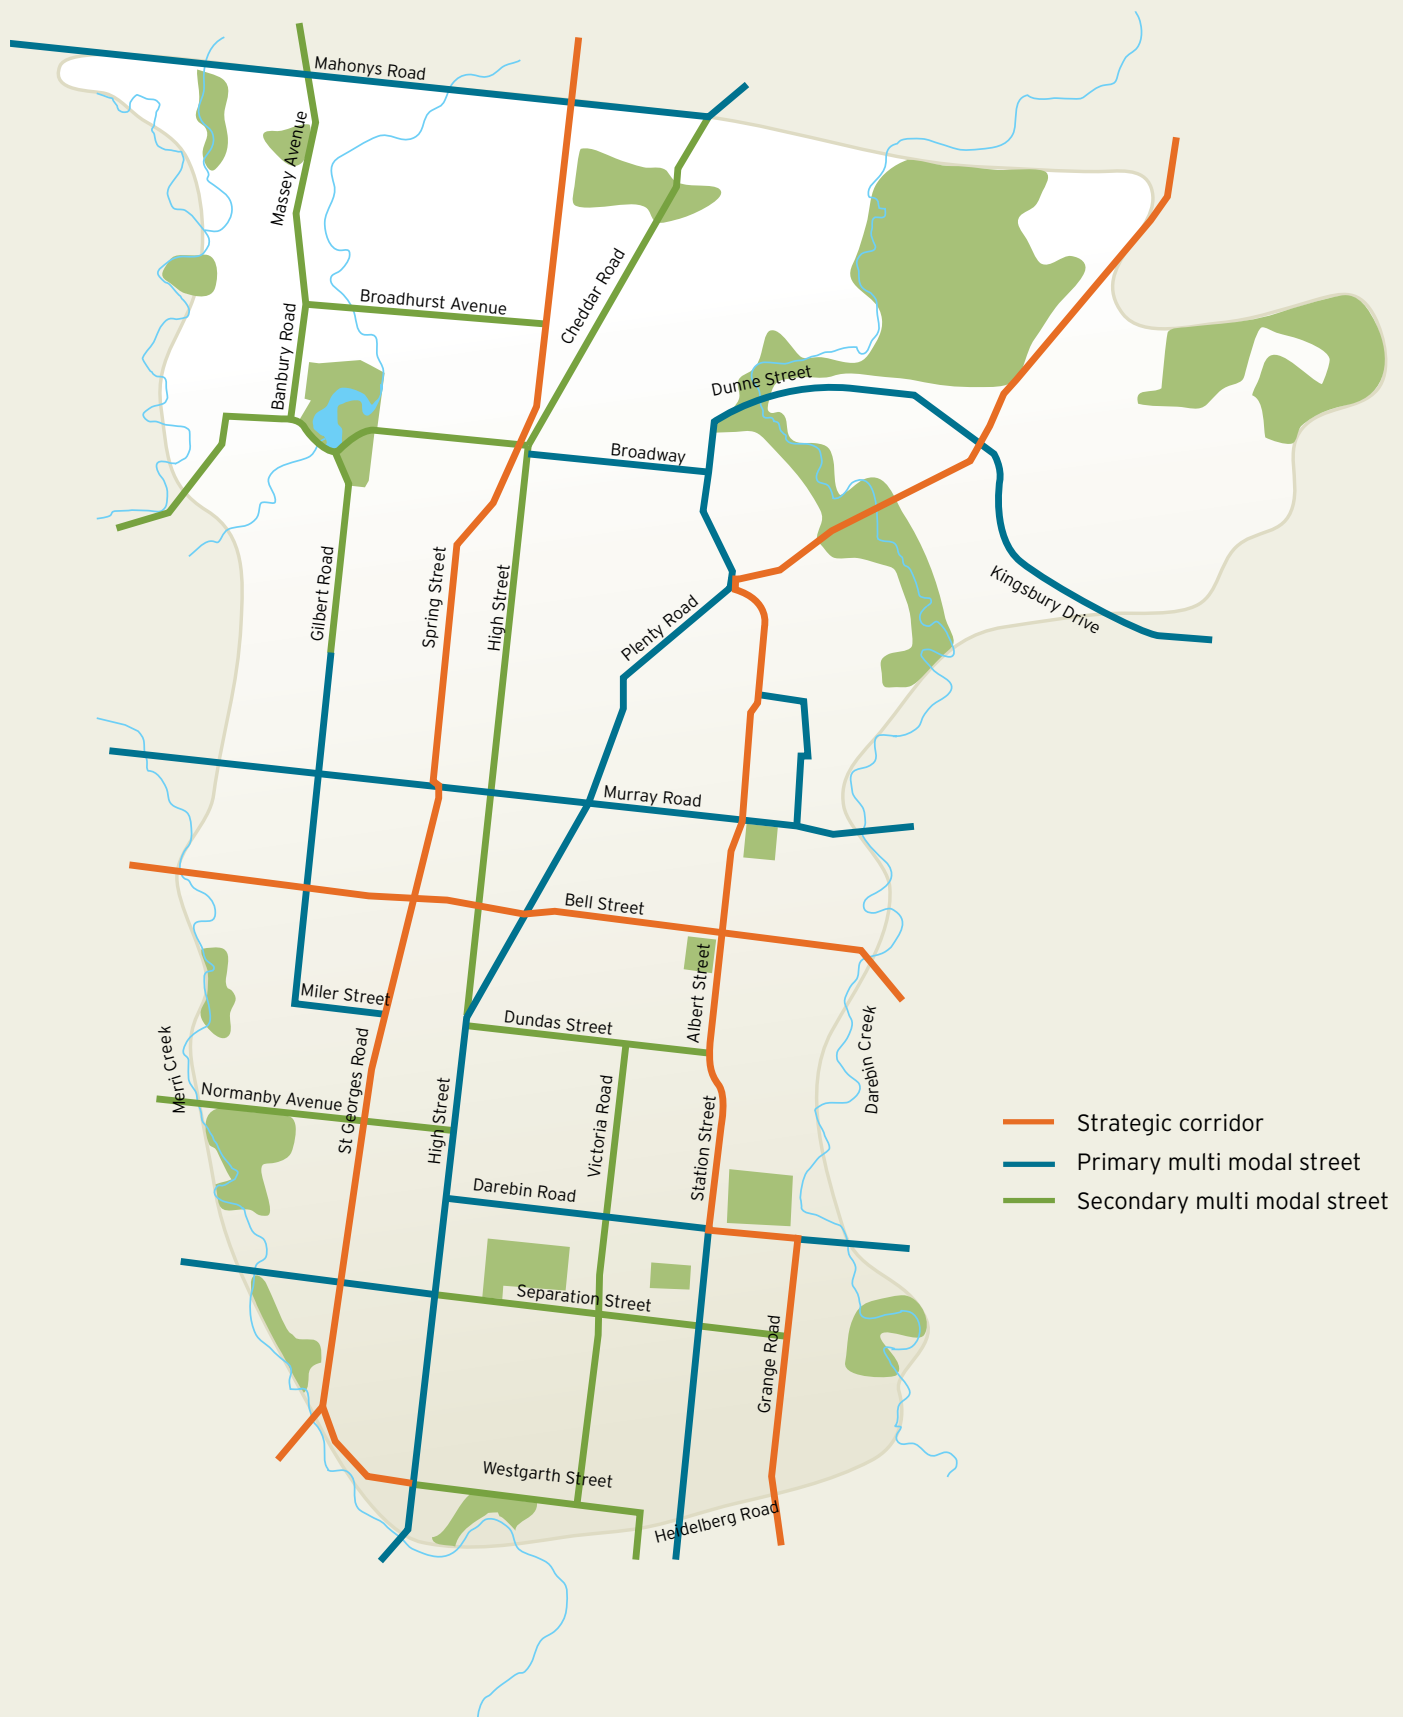 Mahonys Road
Massey Avenue
Cheddar Road
Broadhurst Avenue
Banbury Road
Dunne Street
Broadway
Gilbert Road
Spring Street
High Street
Plenty Road
Kingsbury Drive
Murray Road
Bell Street
Albert Street
Miler Street
Dundas Street
Merri Creek
Darebin Creek
St Georges Road
Normanby Avenue
High Street
Victoria Road
Station Street
Strategic corridor
Primary multi modal street
Secondary multi modal street
Darebin Road
Separation Street
Grange Road
Westgarth Street
Heidelberg Road